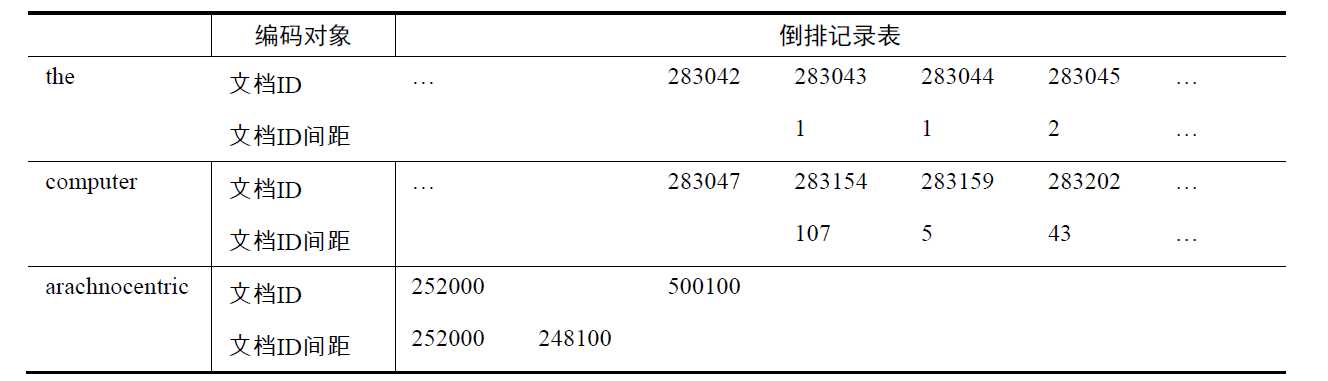 编码对象 倒排记录表
the 文档ID … 283042 283043 283044 283045 …
文档ID间距 1 1 2 …
computer 文档ID … 283047 283154 283159 283202 …
文档ID间距 107 5 43 …
arachnocentric 文档ID 252000 500100
文档ID间距 252000 248100